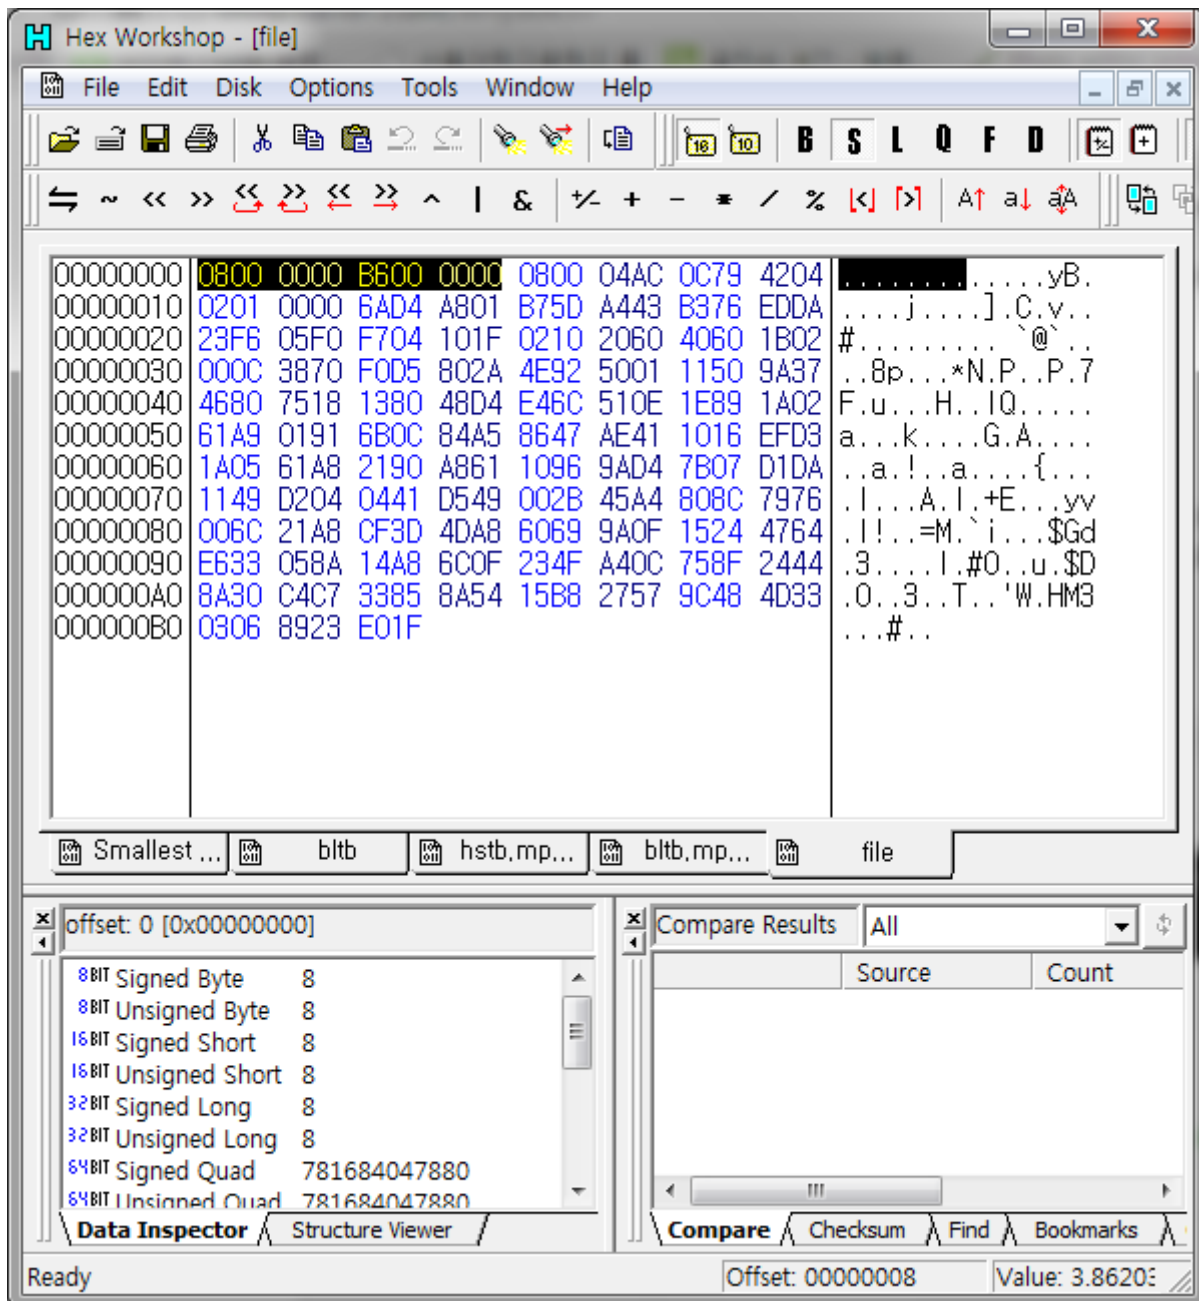 Hex Workshop - [file]
File Edit Disk Options Tools Window Help
16 10 B S L Q F D
00000000 0800 0000 B600 0000 0800 04AC 0C79 4204 ..............yB.
00000010 0201 0000 6AD4 A801 B75D A443 B376 EDDA ....j....].C.v..
00000020 23F6 05F0 F704 101F 0210 2060 4060 1B02 #......... `@`..
00000030 000C 3870 F0D5 802A 4E92 5001 1150 9A37 ..8p...*N.P..P.7
00000040 4680 7518 1380 48D4 E46C 510E 1E89 1A02 F.u...H..lQ.....
00000050 61A9 0191 6B0C 84A5 8647 AE41 1016 EFD3 a...k....G.A....
00000060 1A05 61A8 2190 A861 1096 9AD4 7B07 D1DA ..a.!..a....{...
00000070 1149 D204 0441 D549 002B 45A4 808C 7976 .I...A.I.+E...yv
00000080 006C 21A8 CF3D 4DA8 6069 9A0F 1524 4764 .l!..=M.`i...$Gd
00000090 E633 058A 14A8 6C0F 234F A40C 758F 2444 .3....l.#O..u.$D
000000A0 8A30 C4C7 3385 8A54 15B8 2757 9C48 4D33 .0..3..T..'W.HM3
000000B0 0306 8923 E01F ...#..
Smallest ... bltb hstb,mp... bltb,mp... file
offset: 0 [0x00000000]
8BIT Signed Byte 8
8BIT Unsigned Byte 8
16BIT Signed Short 8
16BIT Unsigned Short 8
32BIT Signed Long 8
32BIT Unsigned Long 8
64BIT Signed Quad 781684047880
64BIT Unsigned Quad 781684047880
Data Inspector Structure Viewer
Compare Results All
Source Count
Compare Checksum Find Bookmarks
Ready Offset: 00000008 Value: 3.86203